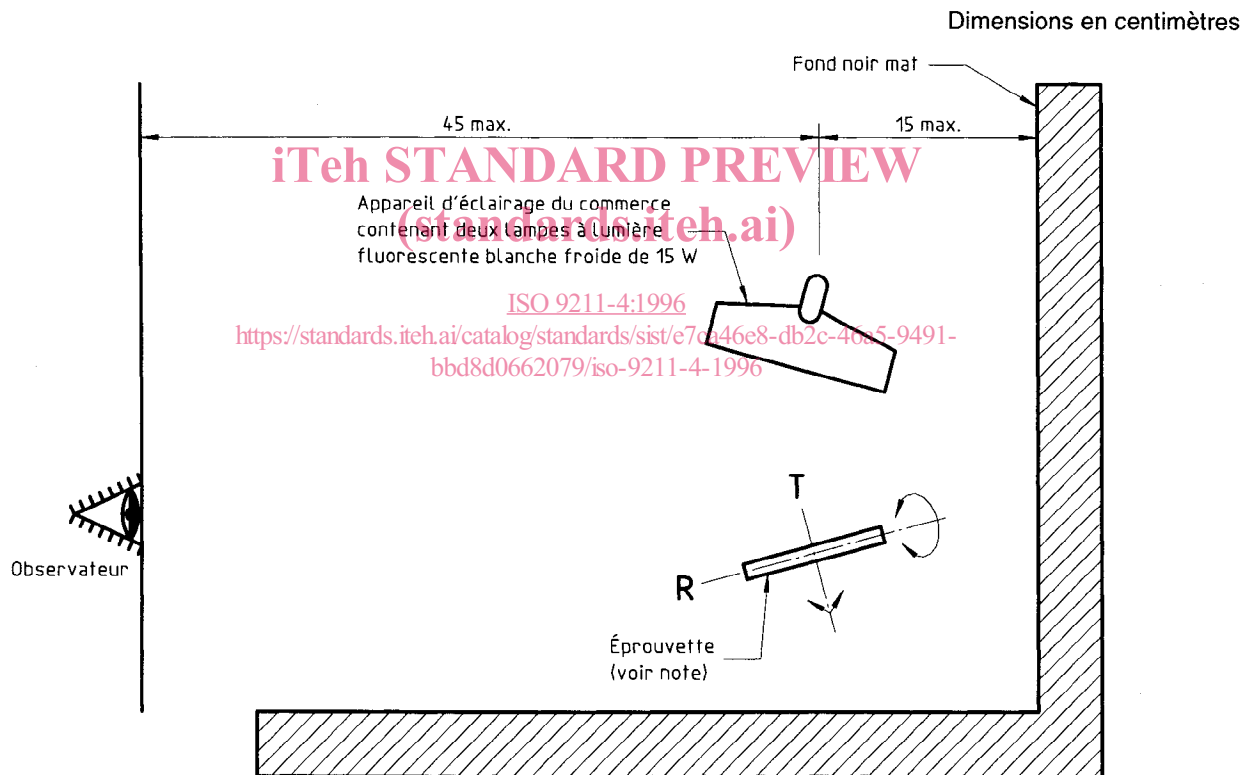 Dimensions en centimètres
Fond noir mat
45 max.
15 max.
iTeh STANDARD PREVIEW
(standards.iteh.ai)
Appareil d'éclairage du commerce
contenant deux lampes à lumière
fluorescente blanche froide de 15 W
ISO 9211-4:1996
https://standards.iteh.ai/catalog/standards/sist/e7ca46e8-db2c-46a5-9491-
bbd8d0662079/iso-9211-4-1996
T
Observateur
R
Éprouvette
(voir note)